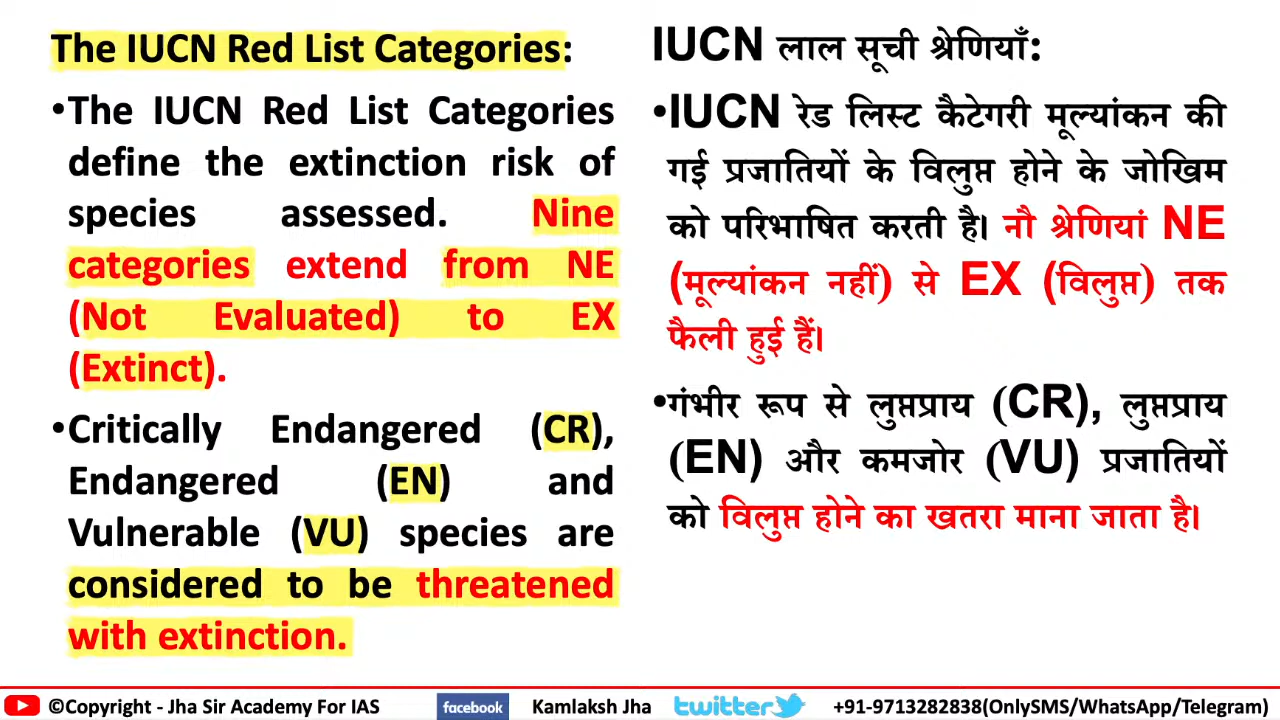 The IUCN Red List Categories:
•The IUCN Red List Categories
define the extinction risk of
species assessed. Nine
categories extend from NE
(Not Evaluated) to EX
(Extinct).
•Critically Endangered (CR),
Endangered (EN) and
Vulnerable (VU) species are
considered to be threatened
with extinction.
IUCN लाल सूची श्रेणियाँ:
•IUCN रेड लिस्ट कैटेगरी मूल्यांकन की
गई प्रजातियों के विलुप्त होने के जोखिम
को परिभाषित करती है। नौ श्रेणियां NE
(मूल्यांकन नहीं) से EX (विलुप्त) तक
फैली हुई हैं।
•गंभीर रूप से लुप्तप्राय (CR), लुप्तप्राय
(EN) और कमजोर (VU) प्रजातियों
को विलुप्त होने का खतरा माना जाता है।
©Copyright - Jha Sir Academy For IAS facebook Kamlaksh Jha twitter +91-9713282838(OnlySMS/WhatsApp/Telegram)